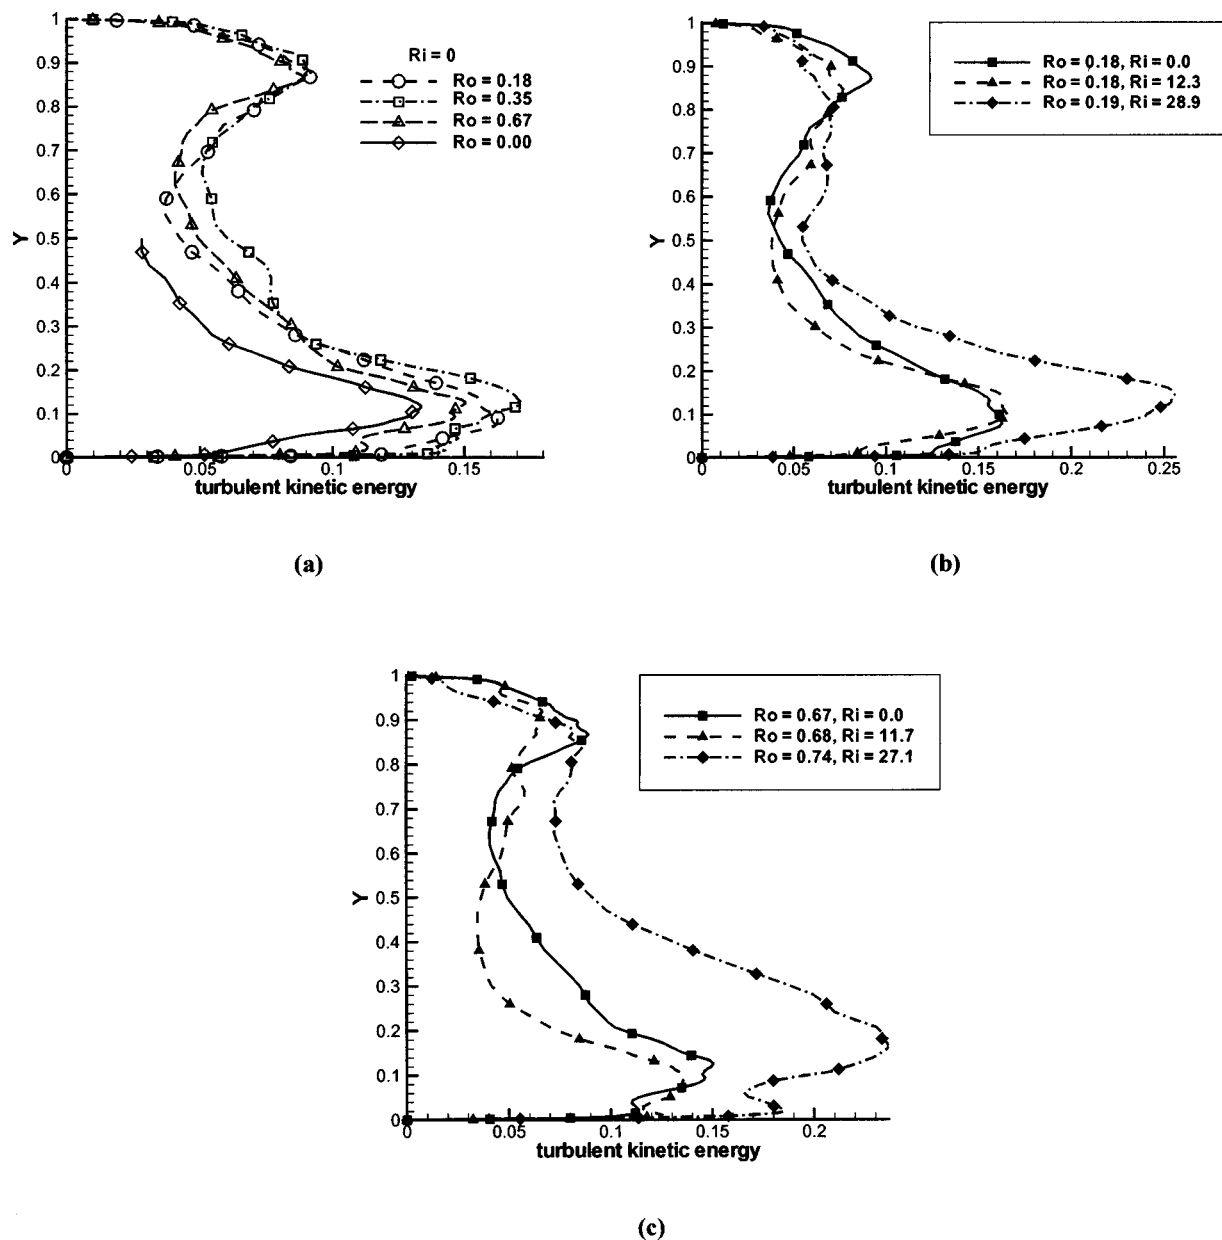 1
0.9
0.8
0.7
0.6
0.5
0.4
0.3
0.2
0.1
0
Y
Ri = 0
Ro = 0.18
Ro = 0.35
Ro = 0.67
Ro = 0.00
0 0.05 0.1 0.15
turbulent kinetic energy
(a)
1
0.9
0.8
0.7
0.6
0.5
0.4
0.3
0.2
0.1
0
Y
Ro = 0.18, Ri = 0.0
Ro = 0.18, Ri = 12.3
Ro = 0.19, Ri = 28.9
0 0.05 0.1 0.15 0.2 0.25
turbulent kinetic energy
(b)
1
0.9
0.8
0.7
0.6
0.5
0.4
0.3
0.2
0.1
0
Y
Ro = 0.67, Ri = 0.0
Ro = 0.68, Ri = 11.7
Ro = 0.74, Ri = 27.1
0 0.05 0.1 0.15 0.2
turbulent kinetic energy
(c)